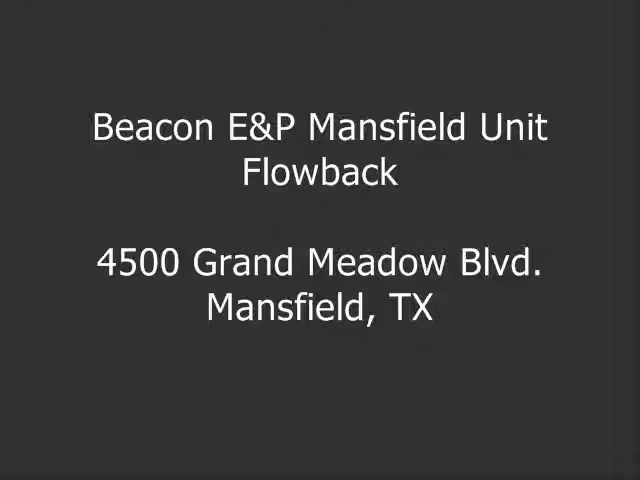 Beacon E&P Mansfield Unit
Flowback
4500 Grand Meadow Blvd.
Mansfield, TX